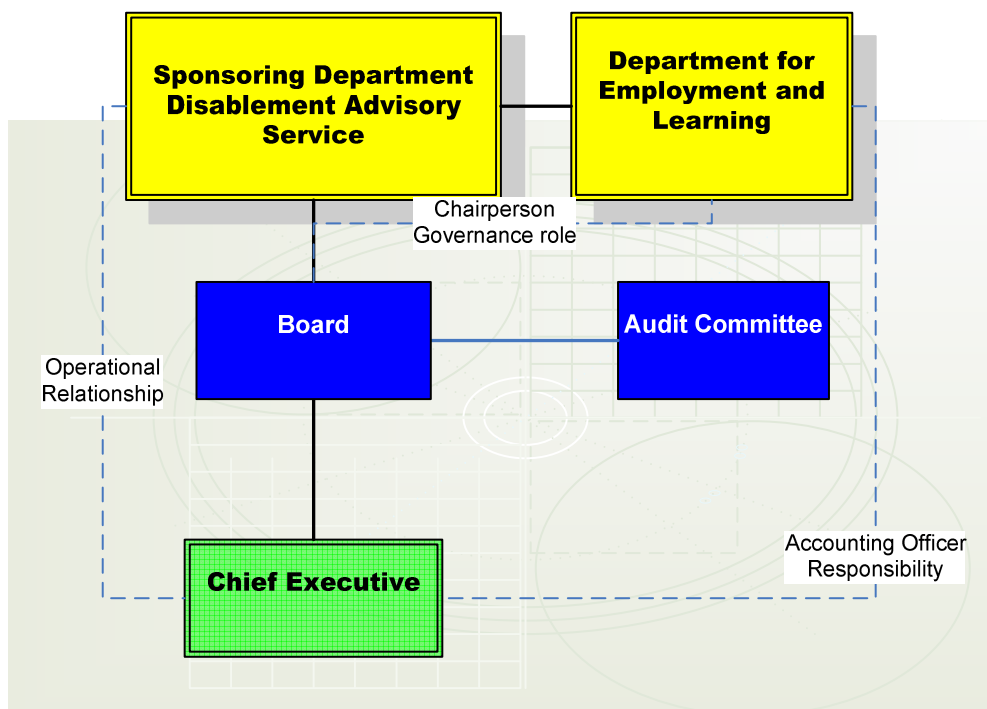 Sponsoring Department
Disablement Advisory
Service
Department for
Employment and
Learning
Chairperson
Governance role
Board
Audit Committee
Operational
Relationship
Accounting Officer
Responsibility
Chief Executive